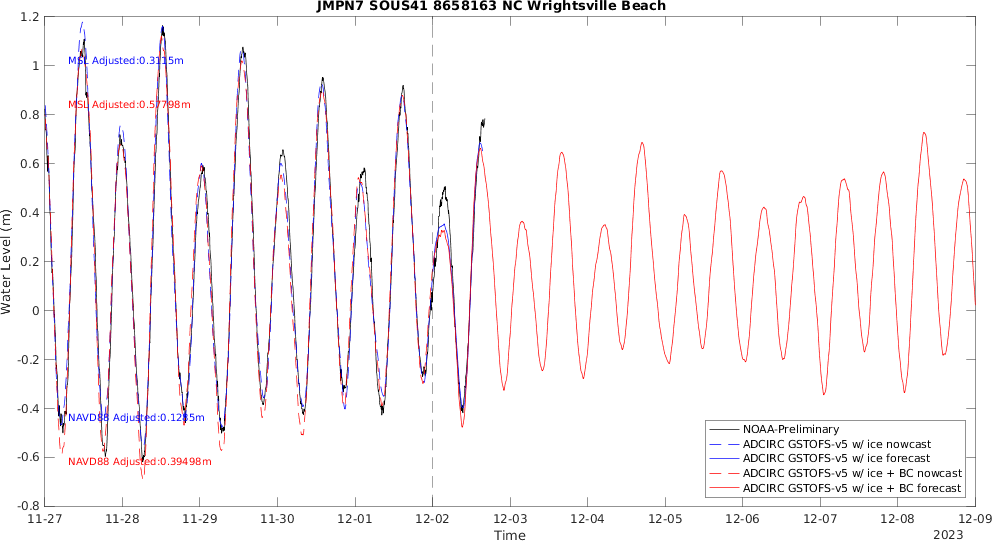 JMPN7 SOUS41 8658163 NC Wrightsville Beach
Water Level (m)
1.2
1
0.8
0.6
0.4
0.2
0
-0.2
-0.4
-0.6
-0.8
MSL Adjusted:0.3115m
MSL Adjusted:0.57798m
NAVD88 Adjusted:0.1285m
NAVD88 Adjusted:0.39498m
NOAA-Preliminary
ADCIRC GSTOFS-v5 w/ ice nowcast
ADCIRC GSTOFS-v5 w/ ice forecast
ADCIRC GSTOFS-v5 w/ ice + BC nowcast
ADCIRC GSTOFS-v5 w/ ice + BC forecast
11-27 11-28 11-29 11-30 12-01 12-02 12-03 12-04 12-05 12-06 12-07 12-08 12-09
Time
2023